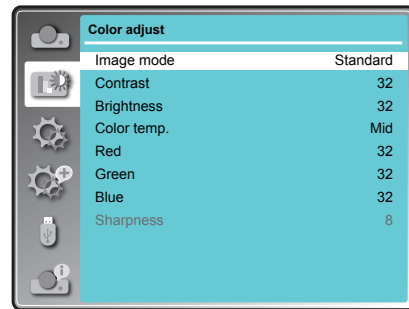 Color adjust
Image mode Standard
Contrast 32
Brightness 32
Color temp. Mid
Red 32
Green 32
Blue 32
Sharpness 8